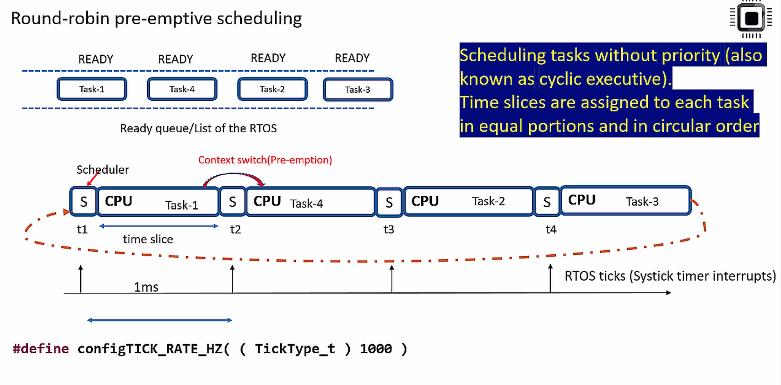 Round-robin pre-emptive scheduling
READY
READY
READY
READY
Task-1
Task-4
Task-2
Task-3
Ready queue/List of the RTOS
Scheduling tasks without priority (also
known as cyclic executive).
Time slices are assigned to each task
in equal portions and in circular order
Context switch(Pre-emption)
Scheduler
S
CPU
Task-1
S
CPU
Task-4
S
CPU
Task-2
S
CPU
Task-3
t1
t2
t3
t4
time slice
RTOS ticks (Systick timer interrupts)
1ms
#define configTICK_RATE_HZ( ( TickType_t ) 1000 )